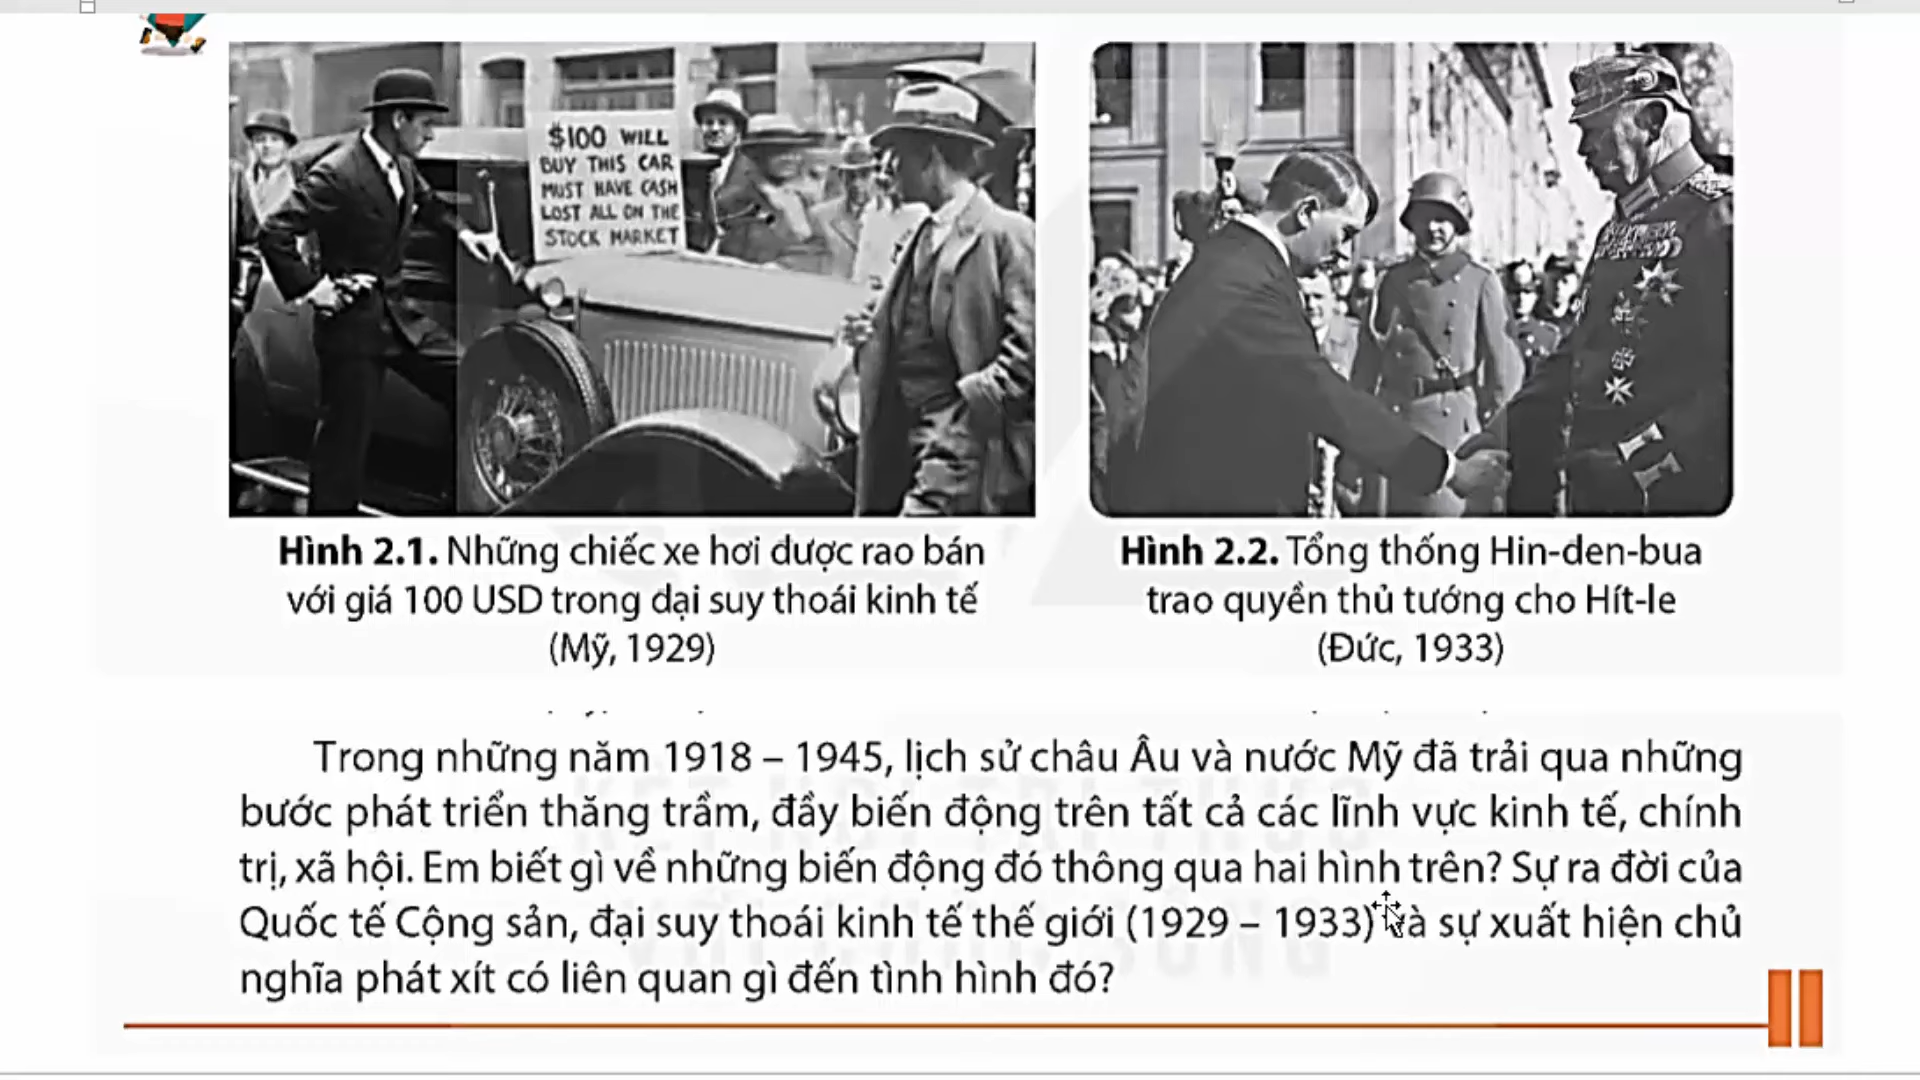 $100 WILL
BUY THIS CAR
MUST HAVE CASH
LOST ALL ON THE
STOCK MARKET
Hình 2.1. Những chiếc xe hơi được rao bán
với giá 100 USD trong đại suy thoái kinh tế
(Mỹ, 1929)
Hình 2.2. Tổng thống Hin-đen-bua
trao quyền thủ tướng cho Hít-le
(Đức, 1933)
Trong những năm 1918 – 1945, lịch sử châu Âu và nước Mỹ đã trải qua những
bước phát triển thăng trầm, đầy biến động trên tất cả các lĩnh vực kinh tế, chính
trị, xã hội. Em biết gì về những biến động đó thông qua hai hình trên? Sự ra đời của
Quốc tế Cộng sản, đại suy thoái kinh tế thế giới (1929 – 1933) và sự xuất hiện chủ
nghĩa phát xít có liên quan gì đến tình hình đó?